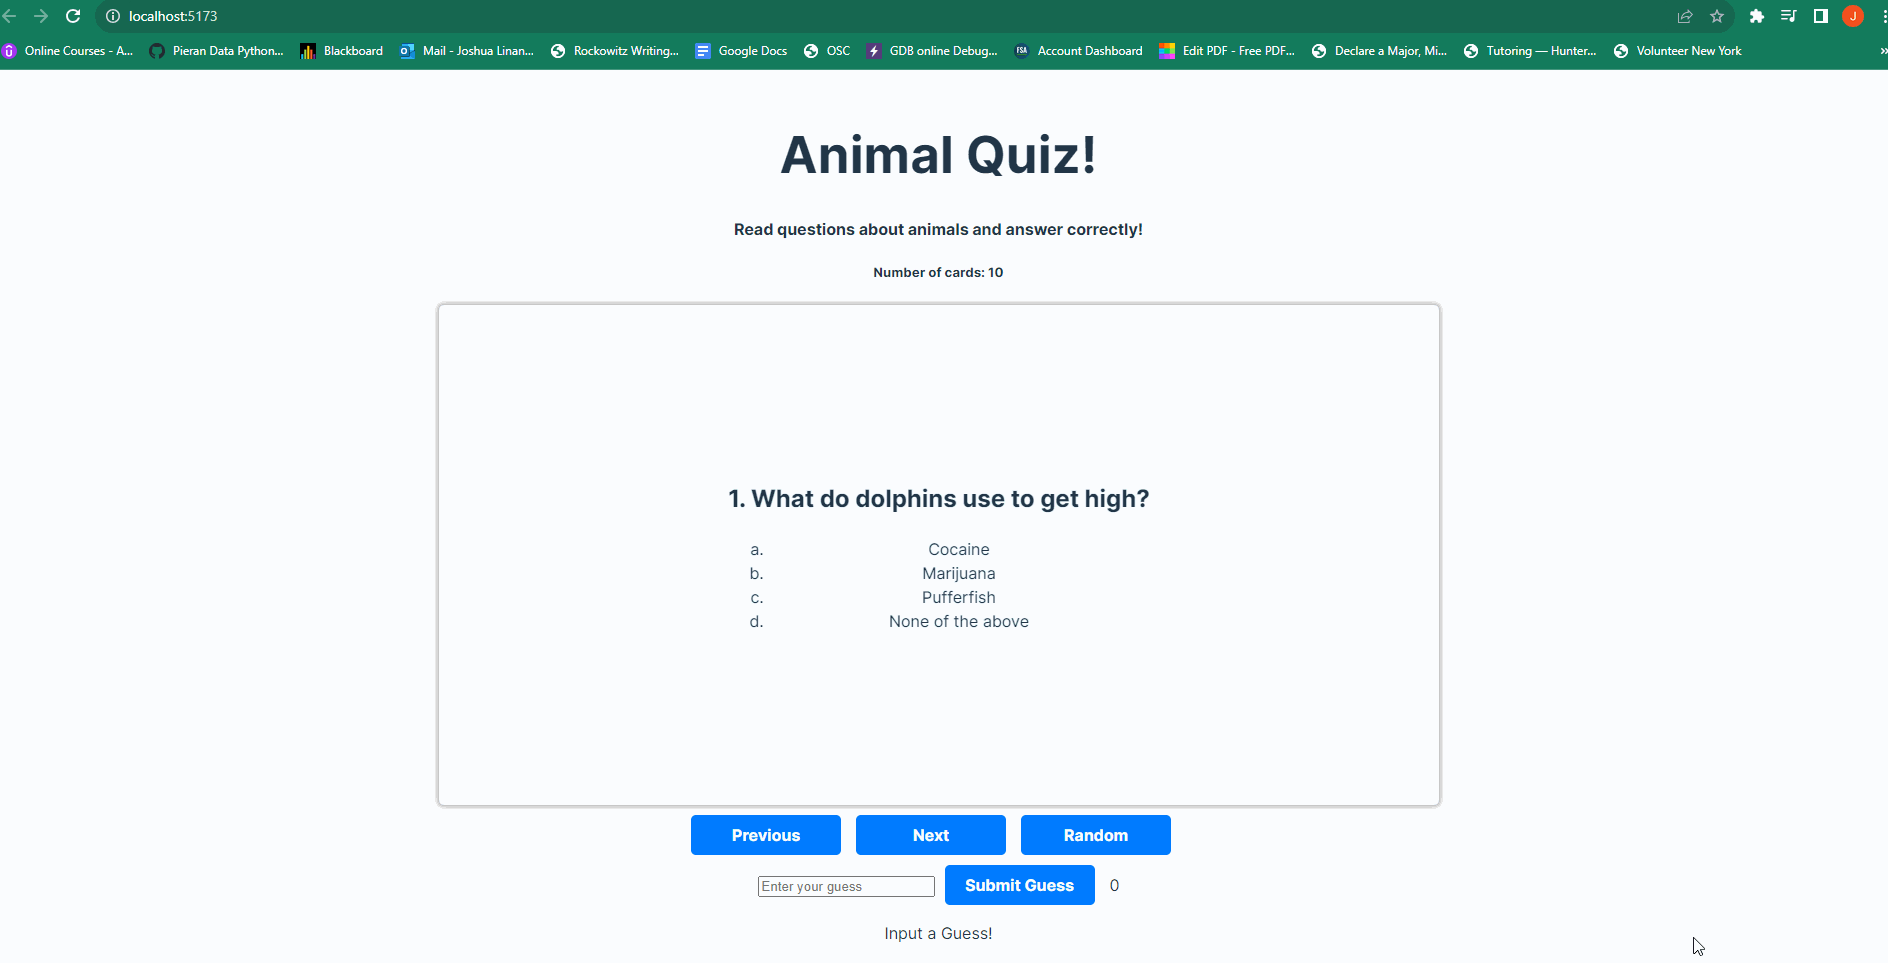 localhost:5173
J
Online Courses - A... Pieran Data Python... Blackboard Mail - Joshua Linan... Rockowitz Writing... Google Docs OSC GDB online Debug... FSA Account Dashboard Edit PDF - Free PDF... Declare a Major, Mi... Tutoring — Hunter... Volunteer New York »
Animal Quiz!
Read questions about animals and answer correctly!
Number of cards: 10
1. What do dolphins use to get high?
a. Cocaine
b. Marijuana
c. Pufferfish
d. None of the above
Previous Next Random
Enter your guess Submit Guess 0
Input a Guess!